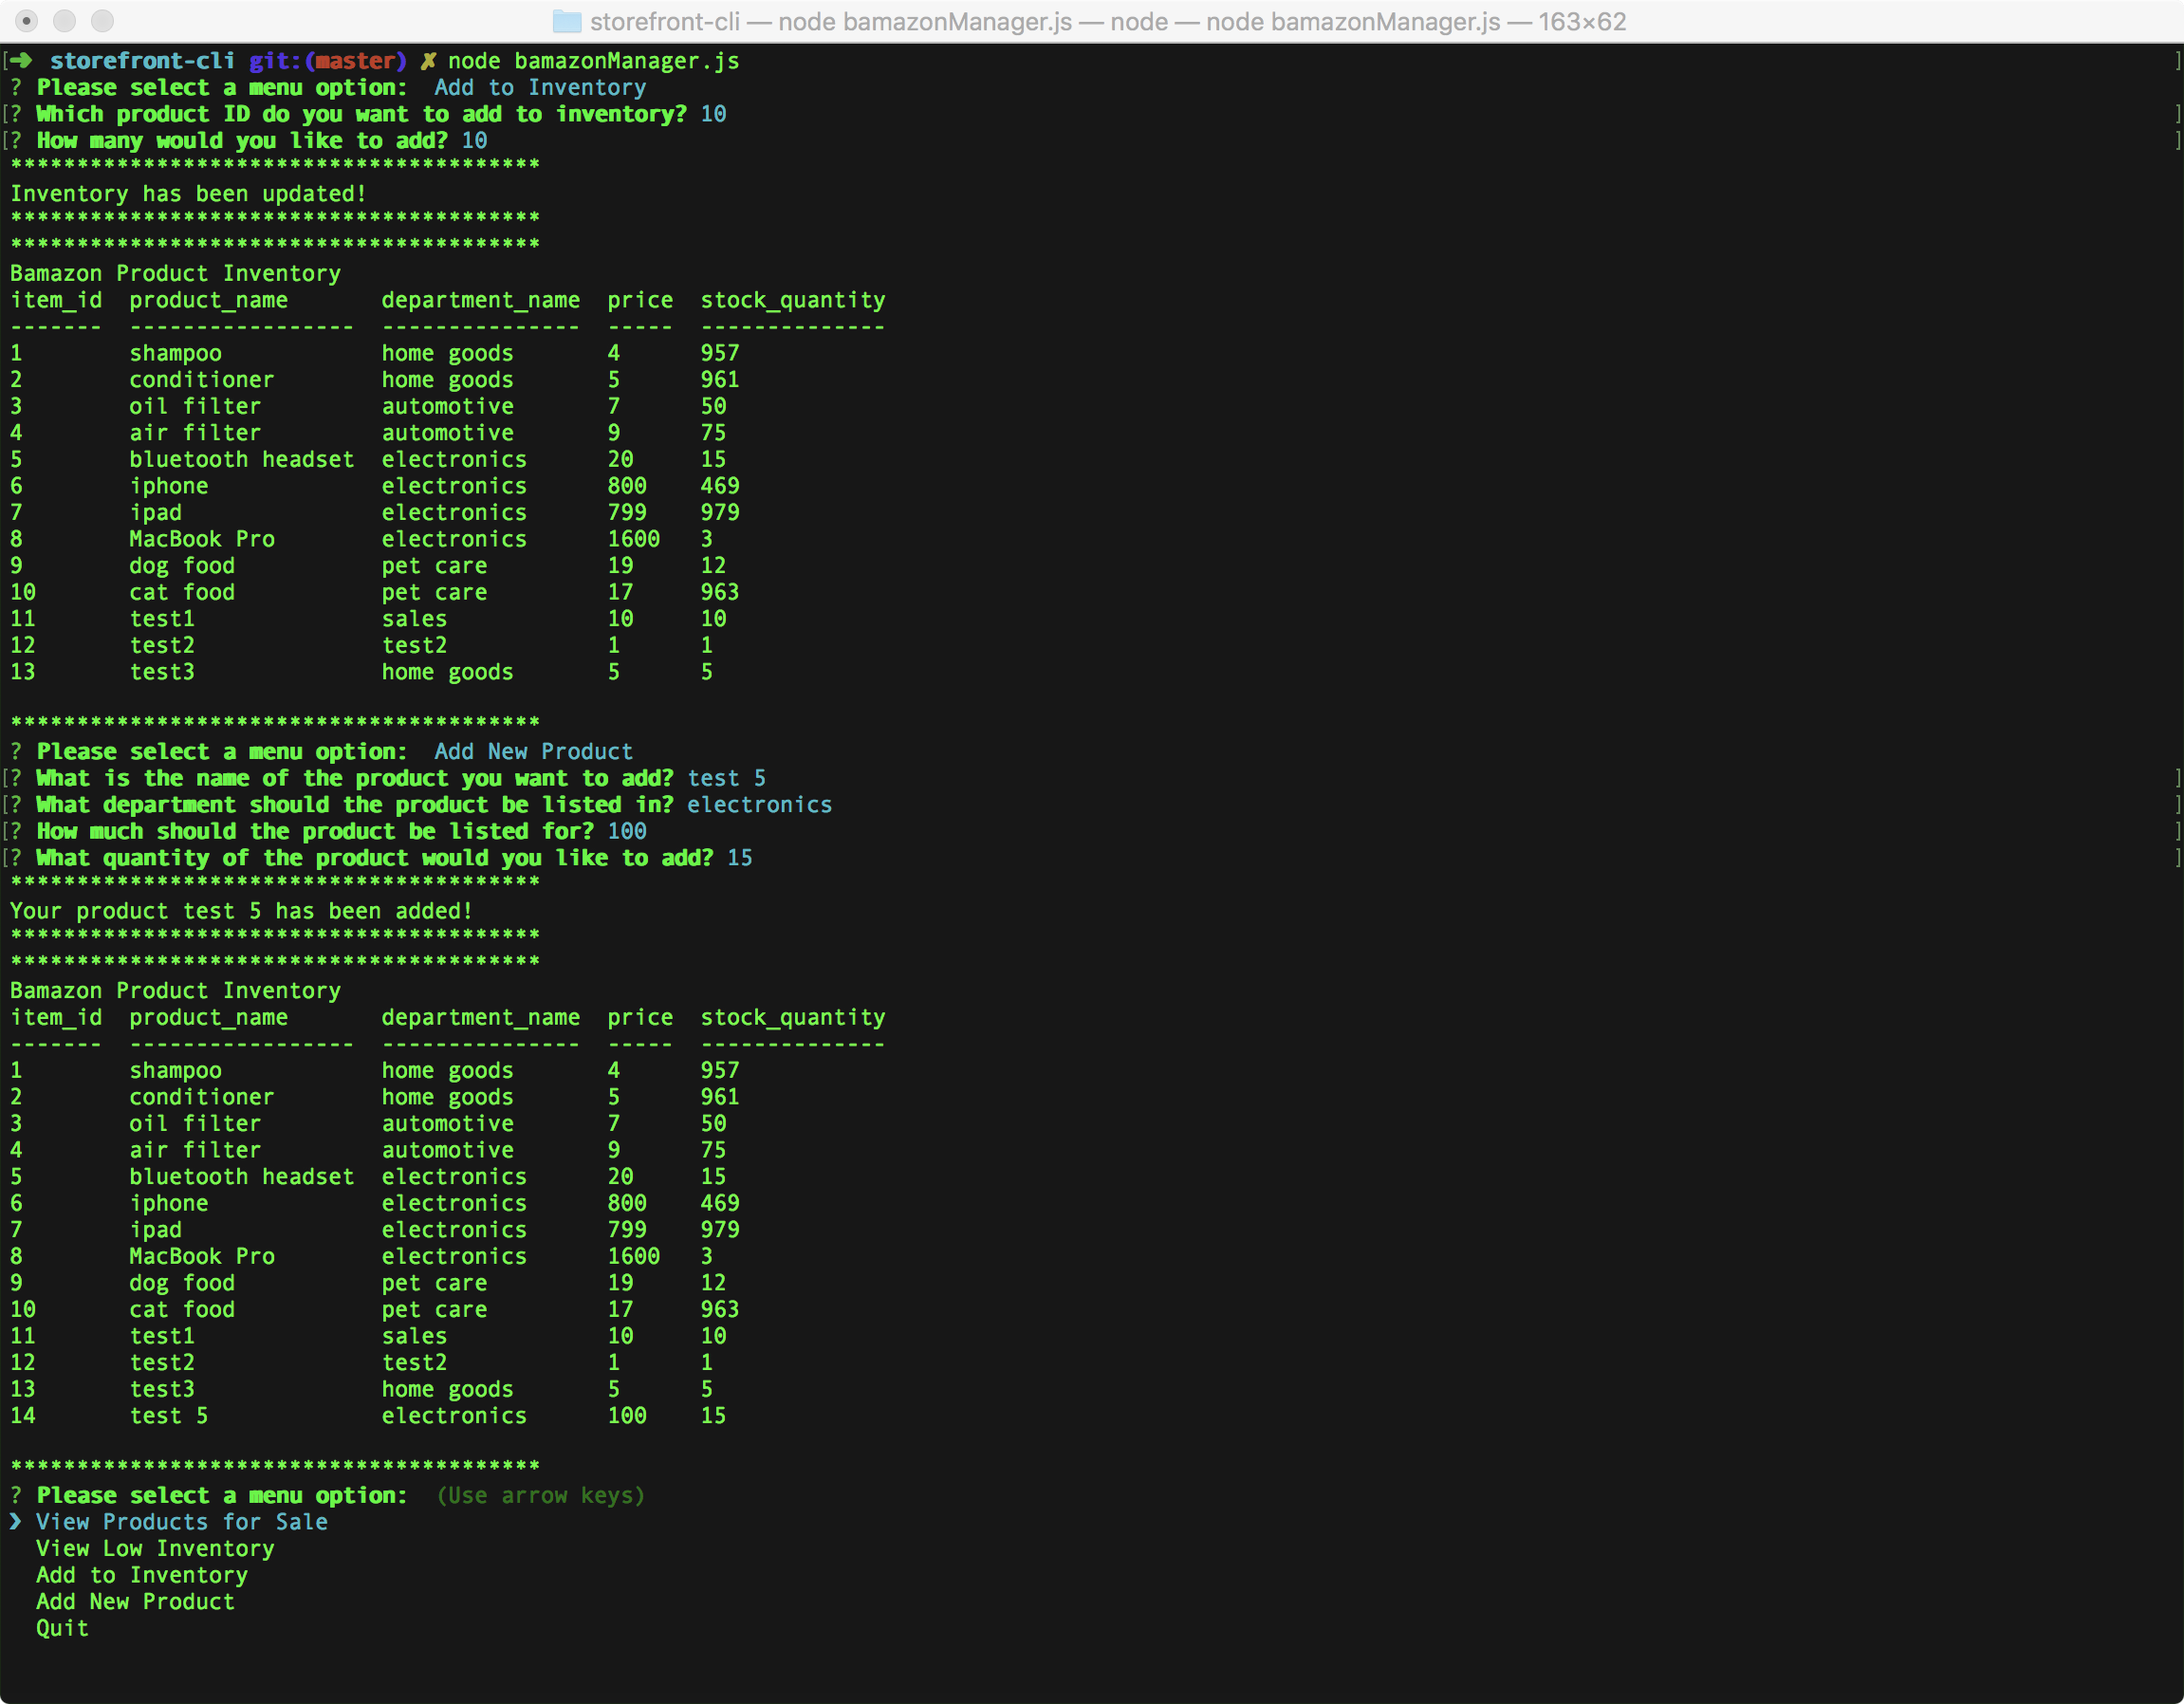 storefront-cli — node bamazonManager.js — node — node bamazonManager.js — 163×62
[➜  storefront-cli git:(master) ✗ node bamazonManager.js ]
? Please select a menu option:  Add to Inventory
[? Which product ID do you want to add to inventory? 10 ]
[? How many would you like to add? 10 ]
****************************************
Inventory has been updated!
****************************************
****************************************
Bamazon Product Inventory
item_id  product_name       department_name  price  stock_quantity
-------  -----------------  ---------------  -----  --------------
1        shampoo            home goods       4      957
2        conditioner        home goods       5      961
3        oil filter         automotive       7      50
4        air filter         automotive       9      75
5        bluetooth headset  electronics      20     15
6        iphone             electronics      800    469
7        ipad               electronics      799    979
8        MacBook Pro        electronics      1600   3
9        dog food           pet care         19     12
10       cat food           pet care         17     963
11       test1              sales            10     10
12       test2              test2            1      1
13       test3              home goods       5      5
****************************************
? Please select a menu option:  Add New Product
[? What is the name of the product you want to add? test 5 ]
[? What department should the product be listed in? electronics ]
[? How much should the product be listed for? 100 ]
[? What quantity of the product would you like to add? 15 ]
****************************************
Your product test 5 has been added!
****************************************
****************************************
Bamazon Product Inventory
item_id  product_name       department_name  price  stock_quantity
-------  -----------------  ---------------  -----  --------------
1        shampoo            home goods       4      957
2        conditioner        home goods       5      961
3        oil filter         automotive       7      50
4        air filter         automotive       9      75
5        bluetooth headset  electronics      20     15
6        iphone             electronics      800    469
7        ipad               electronics      799    979
8        MacBook Pro        electronics      1600   3
9        dog food           pet care         19     12
10       cat food           pet care         17     963
11       test1              sales            10     10
12       test2              test2            1      1
13       test3              home goods       5      5
14       test 5             electronics      100    15
****************************************
? Please select a menu option:  (Use arrow keys)
❯ View Products for Sale
  View Low Inventory
  Add to Inventory
  Add New Product
  Quit